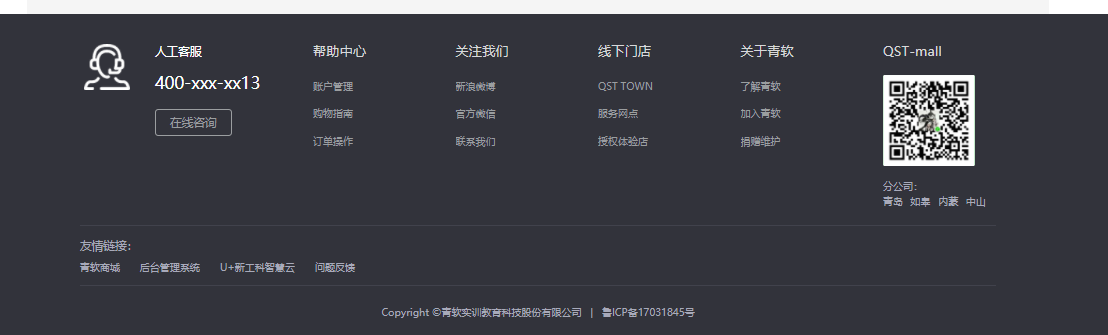 人工客服
400-xxx-xx13
在线咨询
帮助中心
账户管理
购物指南
订单操作
关注我们
新浪微博
官方微信
联系我们
线下门店
QST TOWN
服务网点
授权体验店
关于青软
了解青软
加入青软
捐赠维护
QST-mall
分公司:
青岛 如皋 内蒙 中山
友情链接:
青软商城 后台管理系统 U+新工科智慧云 问题反馈
Copyright ©青软实训教育科技股份有限公司 | 鲁ICP备17031845号